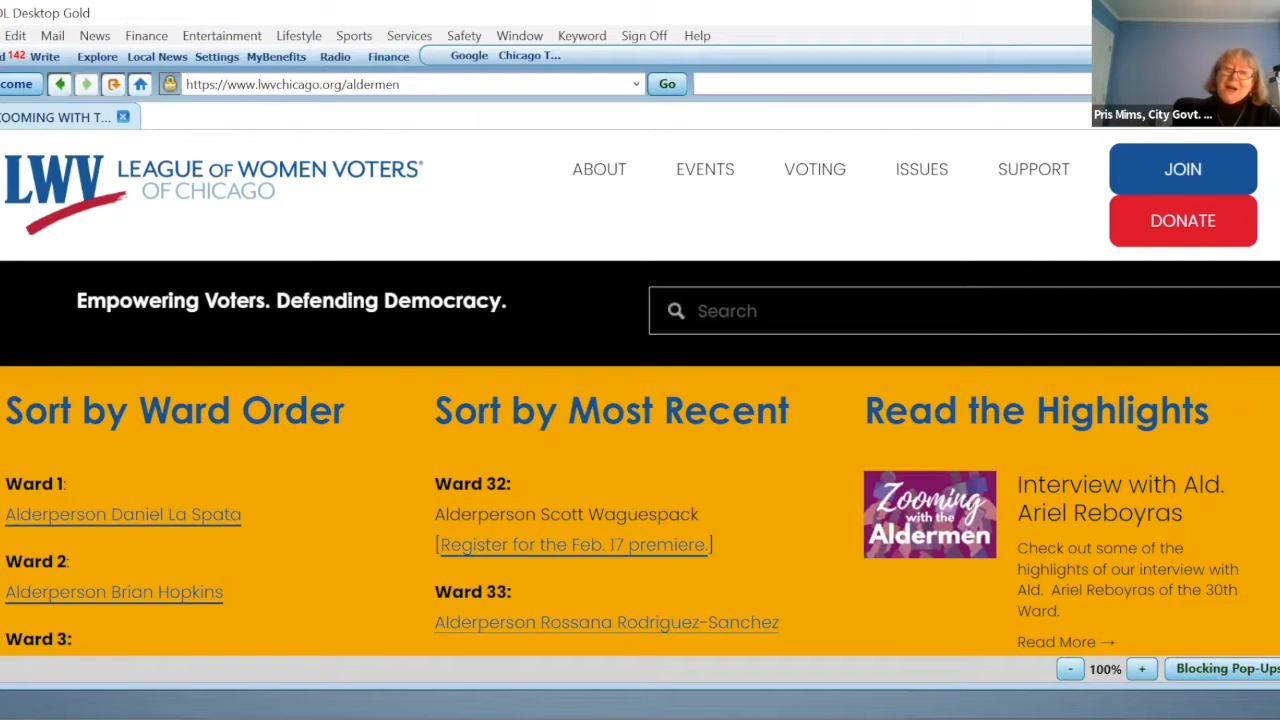 OL Desktop Gold
Edit Mail News Finance Entertainment Lifestyle Sports Services Safety Window Keyword Sign Off Help
d 142 Write Explore Local News Settings MyBenefits Radio Finance Google Chicago T...
ome https://www.lwvchicago.org/aldermen Go
ZOOMING WITH T...
Pris Mims, City Govt. ...
LWV LEAGUE OF WOMEN VOTERS®
OF CHICAGO
ABOUT EVENTS VOTING ISSUES SUPPORT JOIN
DONATE
Empowering Voters. Defending Democracy.
Search
Sort by Ward Order
Ward 1:
Alderperson Daniel La Spata
Ward 2:
Alderperson Brian Hopkins
Ward 3:
Sort by Most Recent
Ward 32:
Alderperson Scott Waguespack
[Register for the Feb. 17 premiere.]
Ward 33:
Alderperson Rossana Rodriguez-Sanchez
Read the Highlights
Zooming
with the
Aldermen
Interview with Ald.
Ariel Reboyras
Check out some of the
highlights of our interview with
Ald. Ariel Reboyras of the 30th
Ward.
Read More →
- 100% + Blocking Pop-Ups